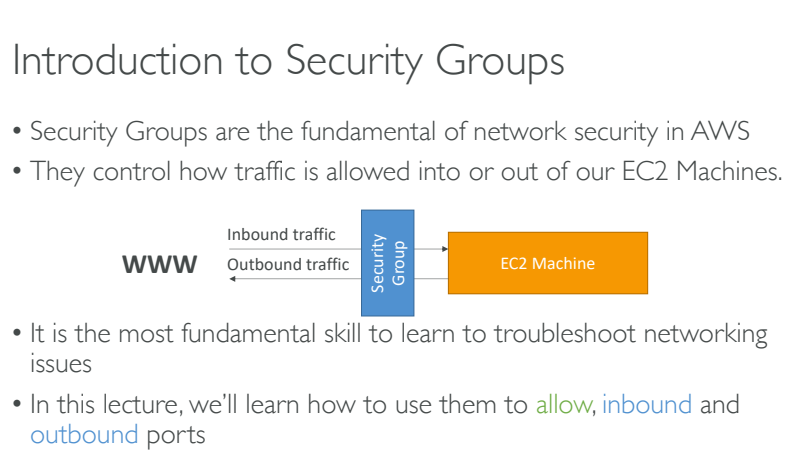 Introduction to Security Groups
• Security Groups are the fundamental of network security in AWS
• They control how traffic is allowed into or out of our EC2 Machines.
Inbound traffic
WWW
Outbound traffic
Security
Group
EC2 Machine
• It is the most fundamental skill to learn to troubleshoot networking
issues
• In this lecture, we’ll learn how to use them to allow, inbound and
outbound ports